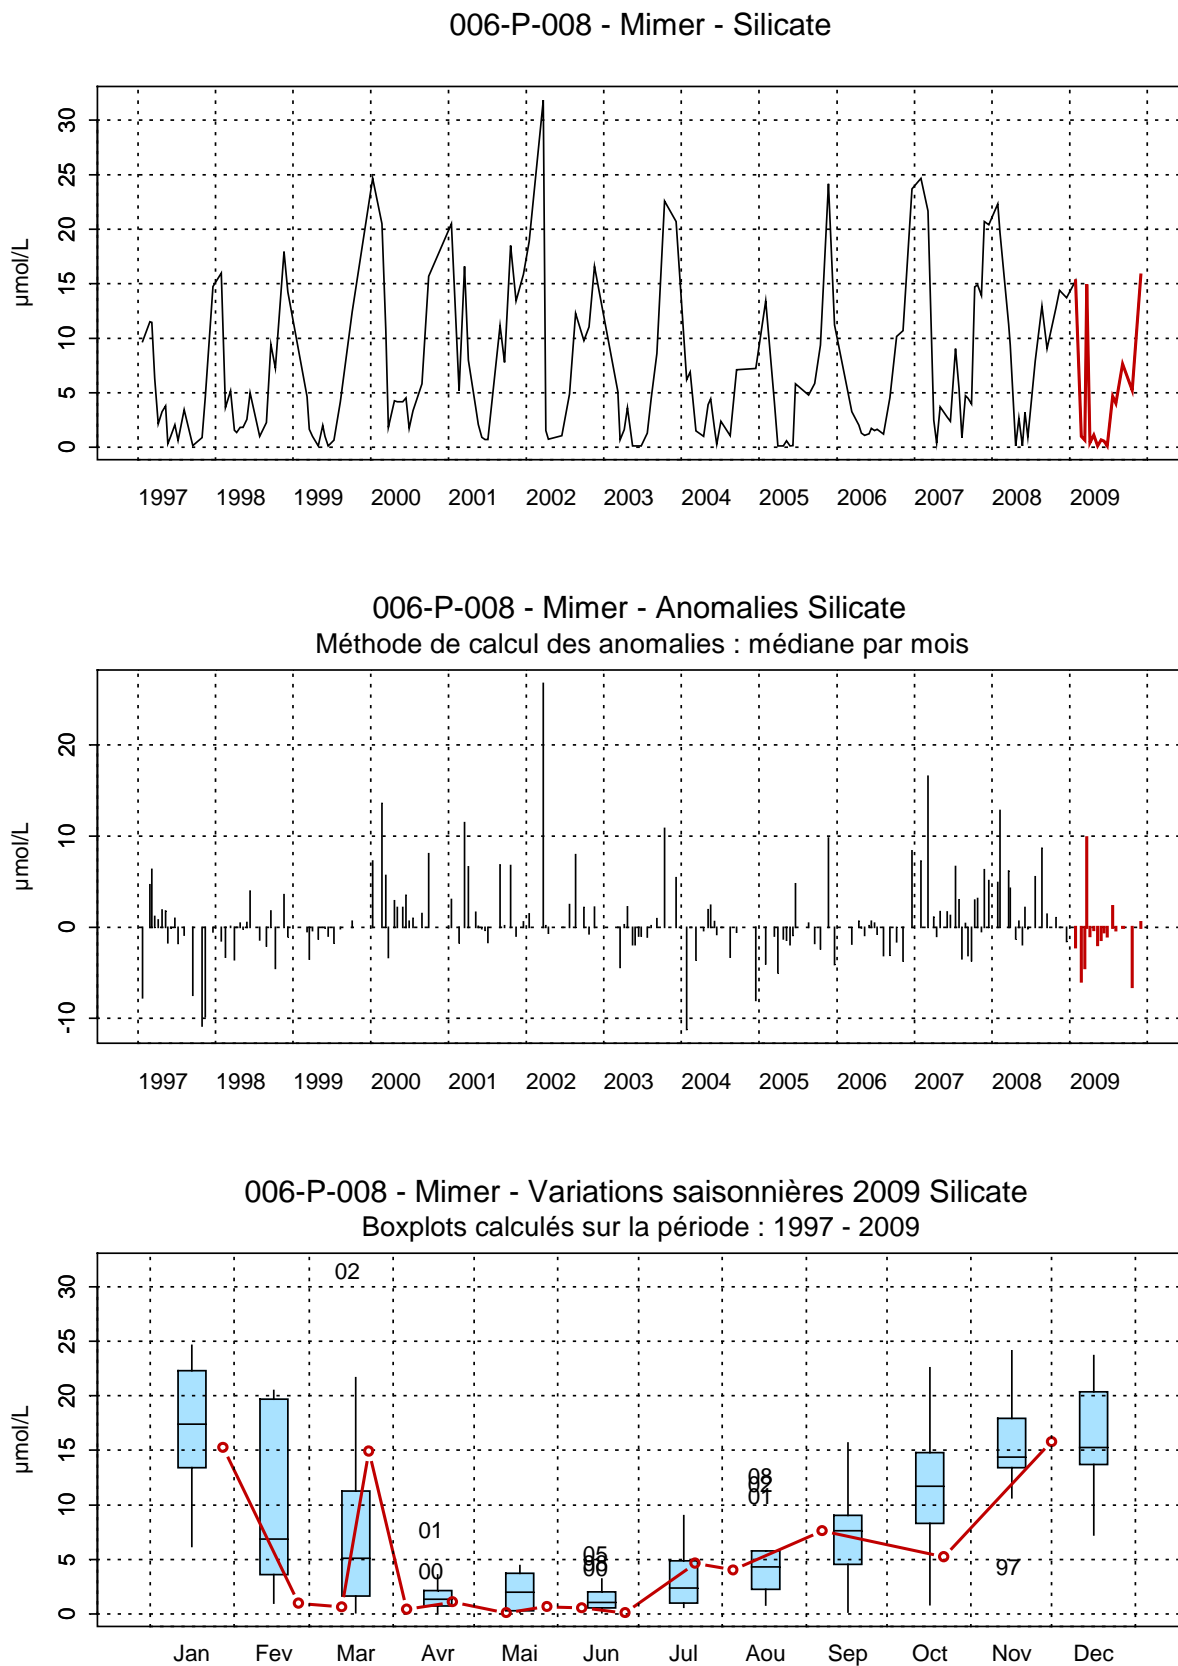 006-P-008 - Mimer - Silicate
30
25
20
15
10
5
0
µmol/L
1997 1998 1999 2000 2001 2002 2003 2004 2005 2006 2007 2008 2009
006-P-008 - Mimer - Anomalies Silicate
Méthode de calcul des anomalies : médiane par mois
20
10
0
-10
µmol/L
1997 1998 1999 2000 2001 2002 2003 2004 2005 2006 2007 2008 2009
006-P-008 - Mimer - Variations saisonnières 2009 Silicate
Boxplots calculés sur la période : 1997 - 2009
30
25
20
15
10
5
0
µmol/L
02
01
00
05
08
02
01
97
Jan Fev Mar Avr Mai Jun Jul Aou Sep Oct Nov Dec